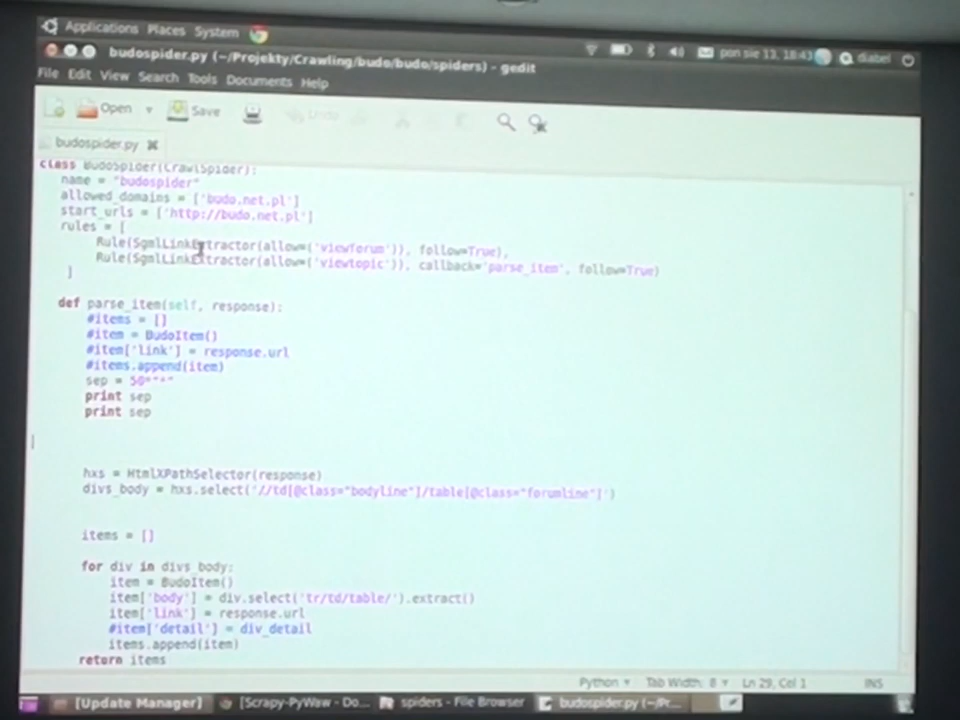 Applications Places System
budospider.py (~/Projekty/Crawling/budo/budo/spiders) - gedit
pon sie 13, 18:43 diabel
File Edit View Search Tools Documents Help
Open Save Undo
budospider.py
class BudoSpider(CrawlSpider):
name = "budospider"
allowed_domains = ['budo.net.pl']
start_urls = ['http://budo.net.pl']
rules = [
Rule(SgmlLinkExtractor(allow=('viewforum')), follow=True),
Rule(SgmlLinkExtractor(allow=('viewtopic')), callback='parse_item', follow=True)
]
def parse_item(self, response):
#items = []
#item = BudoItem()
#item['link'] = response.url
#items.append(item)
sep = 50*"*"
print sep
print sep
hxs = HtmlXPathSelector(response)
divs_body = hxs.select('//td[@class="bodyline"]/table[@class="forumline"]')
items = []
for div in divs_body:
item = BudoItem()
item['body'] = div.select('tr/td/table/').extract()
item['link'] = response.url
#item['detail'] = div_detail
items.append(item)
return items
Python Tab Width: 8 Ln 29, Col 1 INS
[Update Manager] [Scrapy-PyWaw - Do... spiders - File Browser budospider.py (~/Pr...